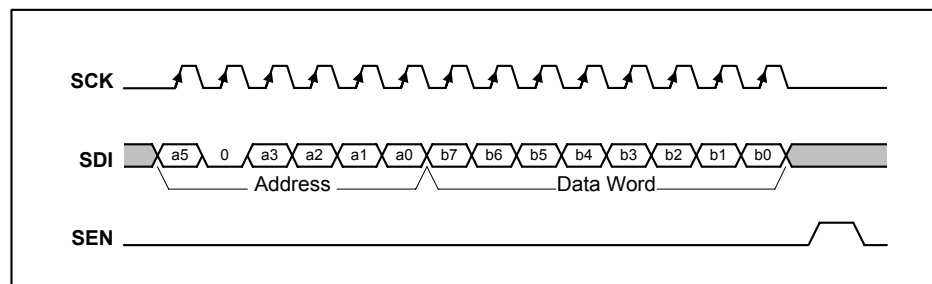 SCK
SDI a5 0 a3 a2 a1 a0 b7 b6 b5 b4 b3 b2 b1 b0
Address Data Word
SEN